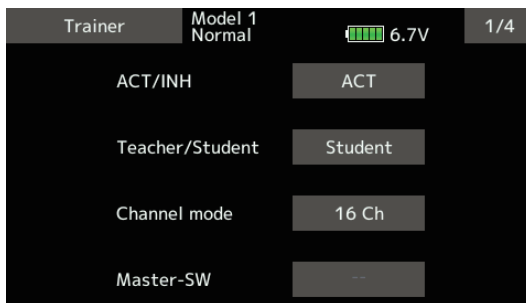 Trainer Model 1 6.7V 1/4
Normal
ACT/INH ACT
Teacher/Student Student
Channel mode 16 Ch
Master-SW --